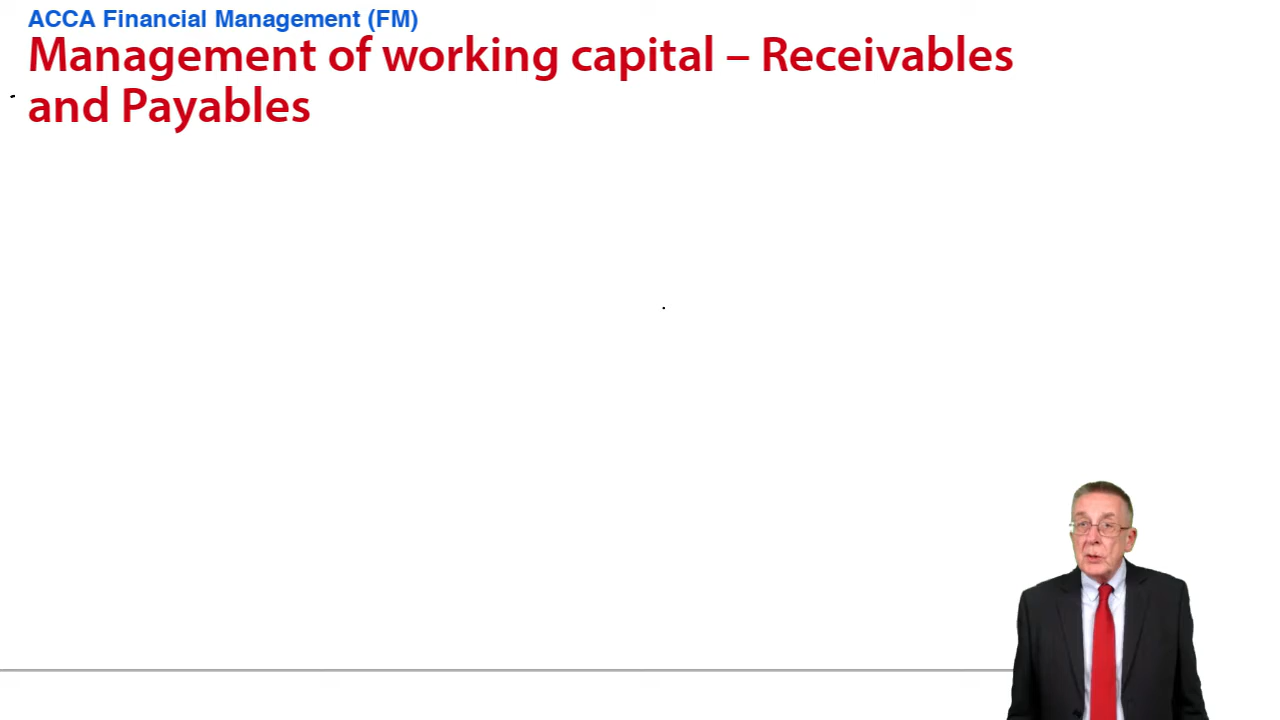 ACCA Financial Management (FM)
Management of working capital – Receivables
and Payables